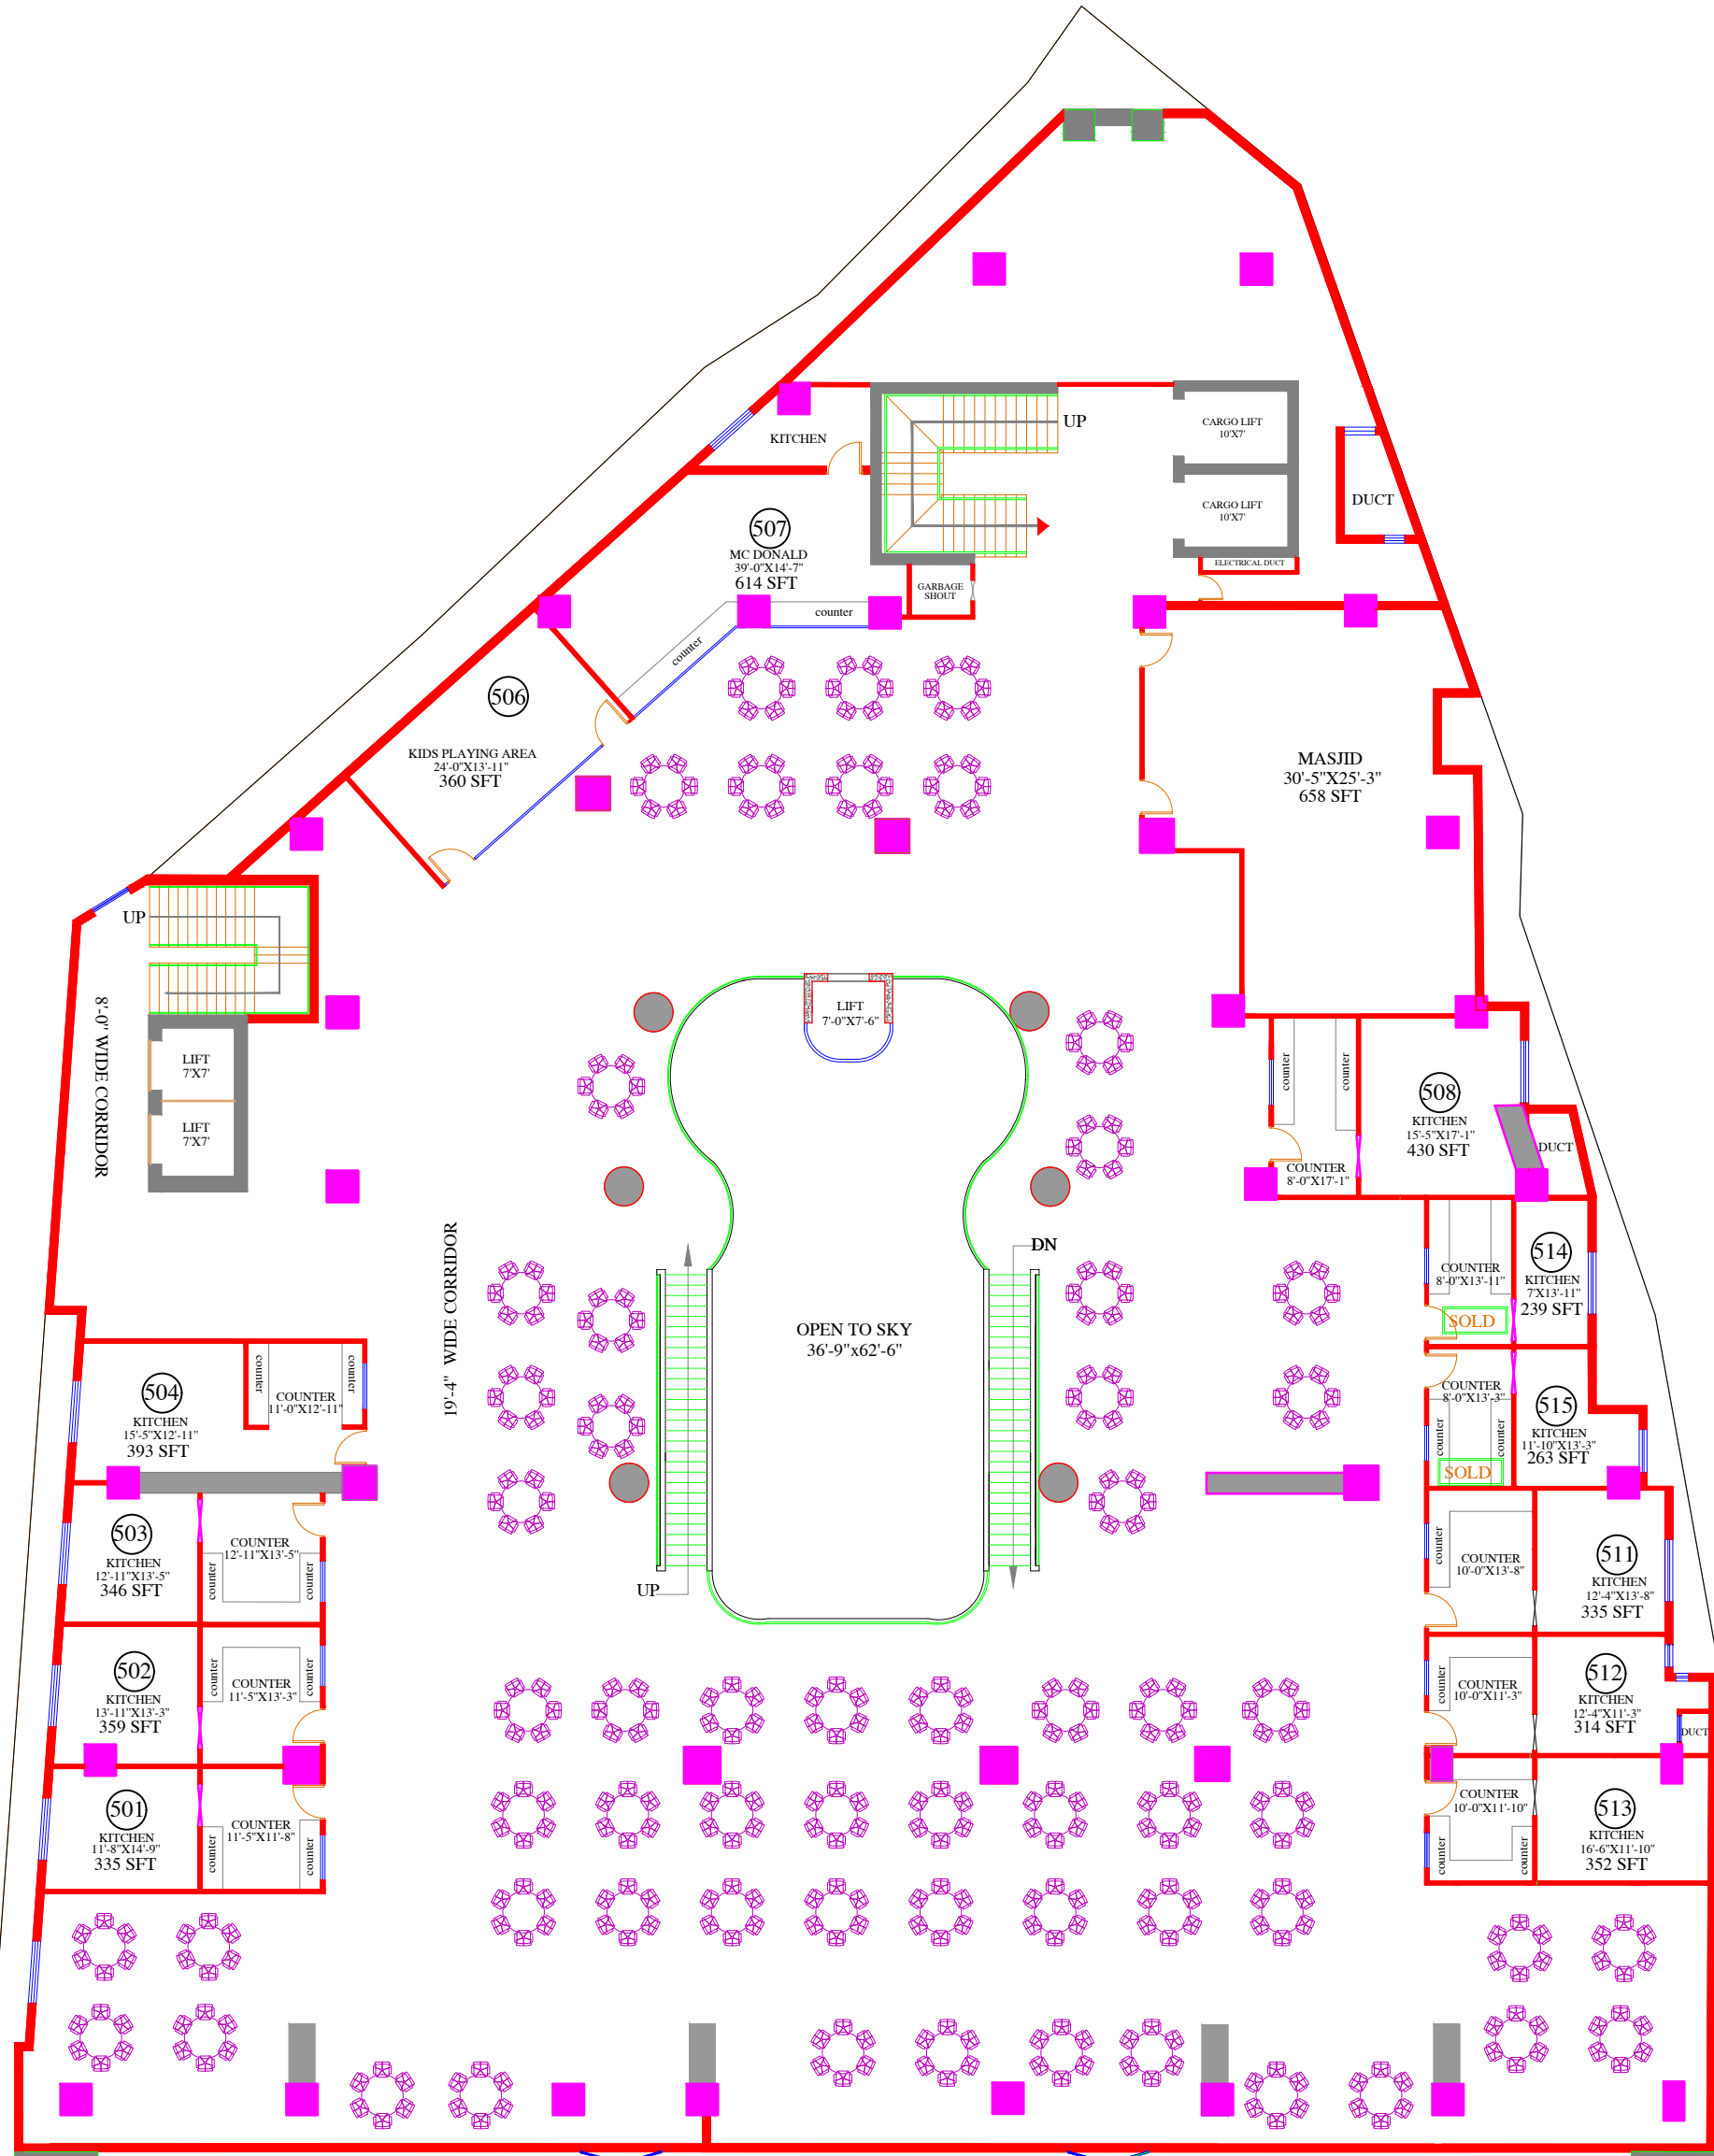 UP
CARGO LIFT
10'X7'
KITCHEN
CARGO LIFT
10'X7'
DUCT
507
MC DONALD
39'-0"X14'-7"
614 SFT
ELECTRICAL DUCT
GARBAGE
SHOUT
counter
counter
506
KIDS PLAYING AREA
24'-0"X13'-11"
360 SFT
MASJID
30'-5"X25'-3"
658 SFT
UP
8'-0" WIDE CORRIDOR
LIFT
7'X7'
LIFT
7'X7'
LIFT
7'-0"X7'-6"
counter
counter
COUNTER
8'-0"X17'-1"
508
KITCHEN
15'-5"X17'-1"
430 SFT
DUCT
19'-4" WIDE CORRIDOR
DN
OPEN TO SKY
36'-9"x62'-6"
UP
COUNTER
8'-0"X13'-11"
SOLD
514
KITCHEN
7'X13'-11"
239 SFT
COUNTER
8'-0"X13'-3"
counter
counter
SOLD
515
KITCHEN
11'-10"X13'-3"
263 SFT
504
KITCHEN
15'-5"X12'-11"
393 SFT
counter
COUNTER
11'-0"X12'-11"
counter
503
KITCHEN
12'-11"X13'-5"
346 SFT
COUNTER
12'-11"X13'-5"
counter
counter
502
KITCHEN
13'-11"X13'-3"
359 SFT
counter
COUNTER
11'-5"X13'-3"
counter
501
KITCHEN
11'-8"X14'-9"
335 SFT
COUNTER
11'-5"X11'-8"
counter
counter
counter
COUNTER
10'-0"X13'-8"
511
KITCHEN
12'-4"X13'-8"
335 SFT
counter
COUNTER
10'-0"X11'-3"
512
KITCHEN
12'-4"X11'-3"
314 SFT
DUCT
COUNTER
10'-0"X11'-10"
counter
counter
513
KITCHEN
16'-6"X11'-10"
352 SFT